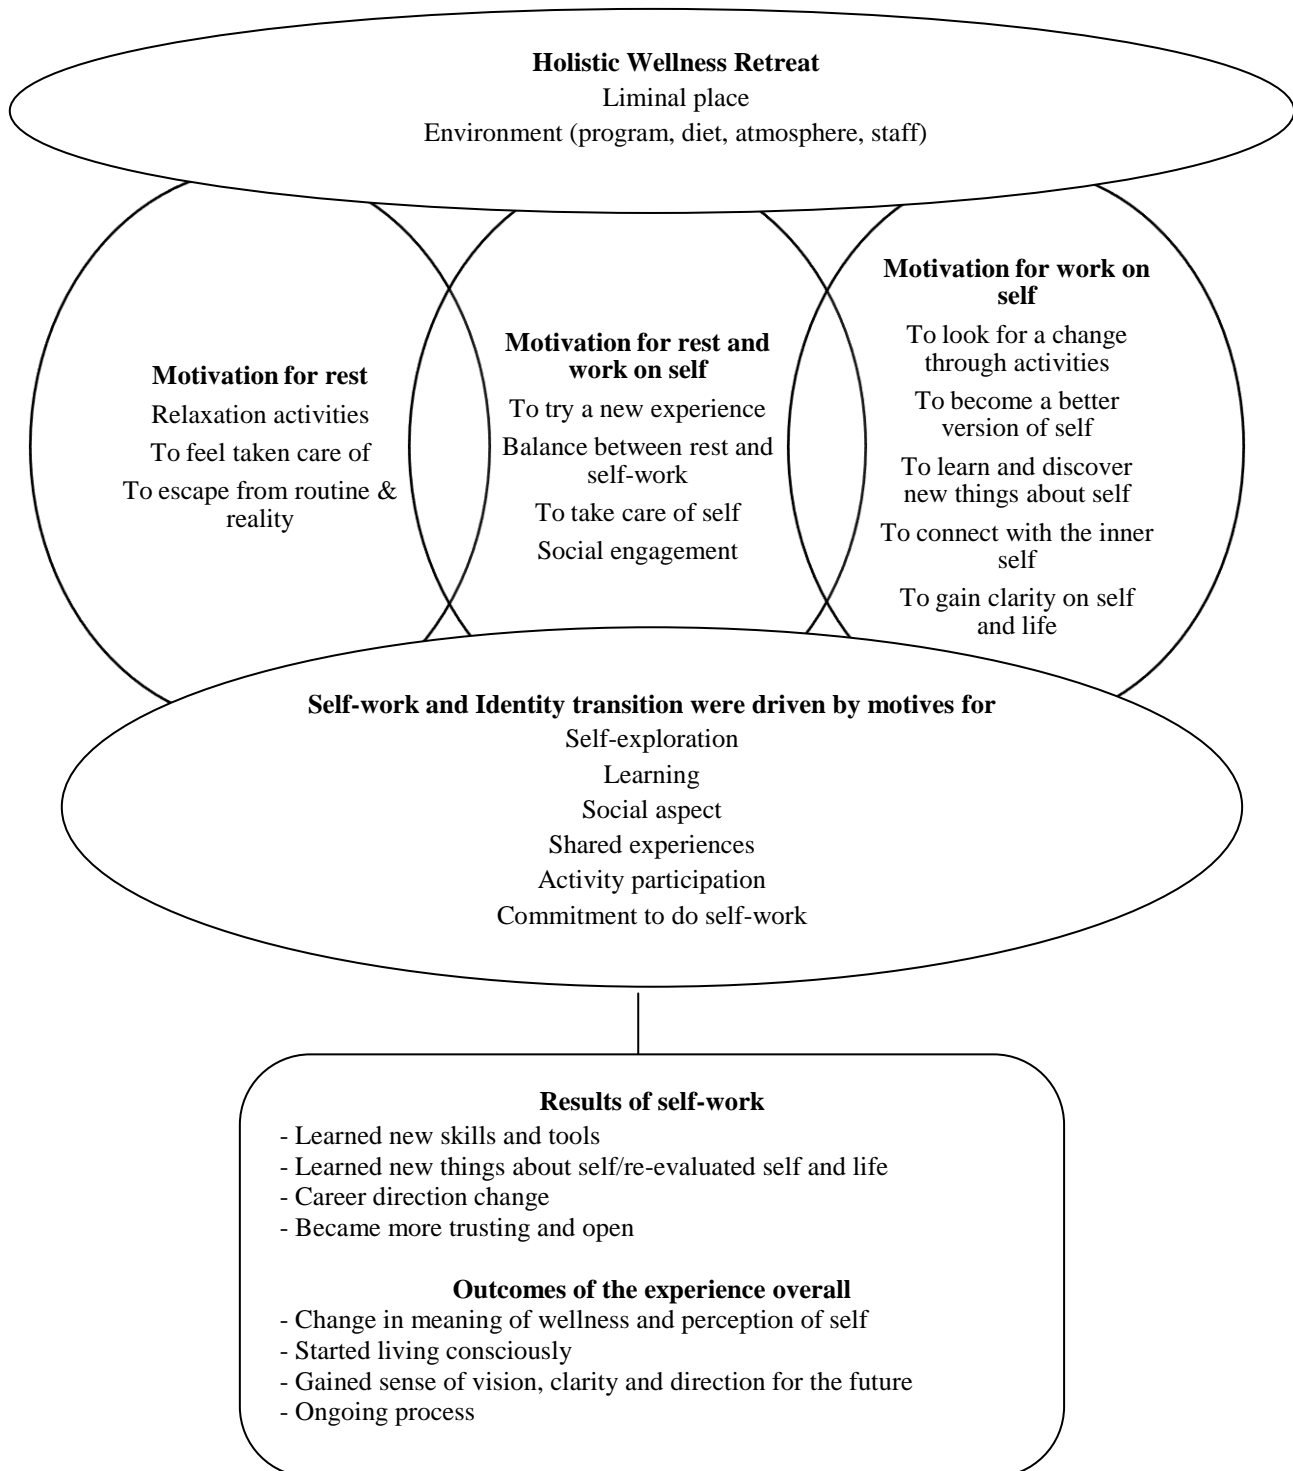 Holistic Wellness Retreat
Liminal place
Environment (program, diet, atmosphere, staff)
Motivation for rest
Relaxation activities
To feel taken care of
To escape from routine &
reality
Motivation for rest and
work on self
To try a new experience
Balance between rest and
self-work
To take care of self
Social engagement
Motivation for work on
self
To look for a change
through activities
To become a better
version of self
To learn and discover
new things about self
To connect with the inner
self
To gain clarity on self
and life
Self-work and Identity transition were driven by motives for
Self-exploration
Learning
Social aspect
Shared experiences
Activity participation
Commitment to do self-work
Results of self-work
- Learned new skills and tools
- Learned new things about self/re-evaluated self and life
- Career direction change
- Became more trusting and open
Outcomes of the experience overall
- Change in meaning of wellness and perception of self
- Started living consciously
- Gained sense of vision, clarity and direction for the future
- Ongoing process